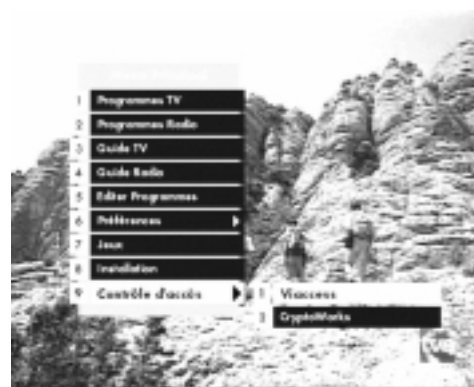 1 Programmes TV
2 Programmes Radio
3 Guide TV
4 Guide Radio
5 Editer Programmes
6 Préférences
7 Jeux
8 Installation
9 Contrôle d'accès
1 Viaccess
2 CryptoWorks